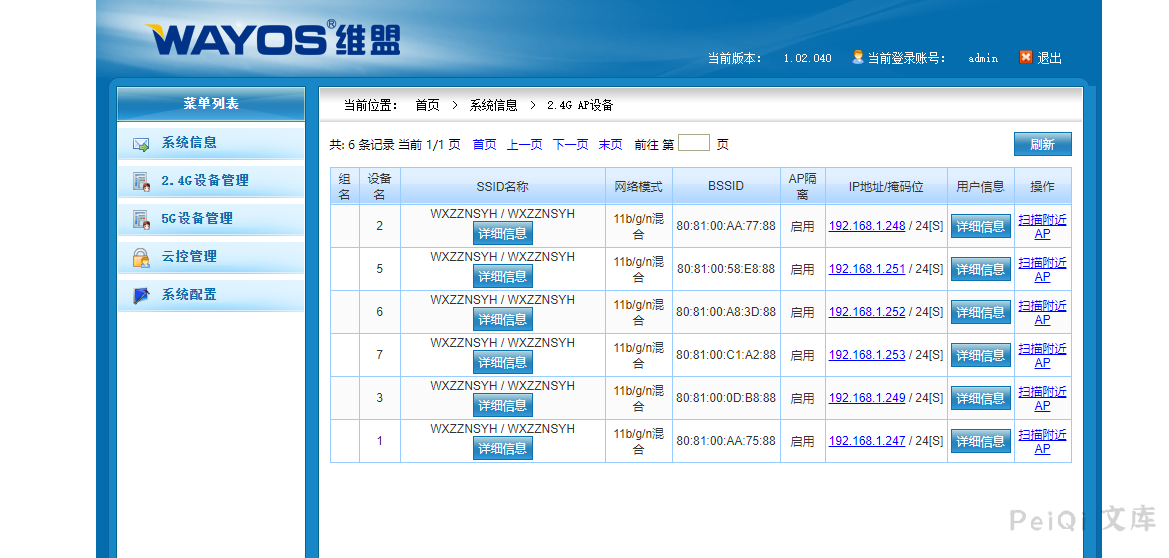 WAYOS®维盟
当前版本： 1.02.040 当前登录账号： admin 退出
菜单列表
系统信息
2.4G设备管理
5G设备管理
云控管理
系统配置
当前位置： 首页 > 系统信息 > 2.4G AP设备
共: 6 条记录 当前 1/1 页 首页 上一页 下一页 末页 前往 第 页 刷新
组名 设备名 SSID名称 网络模式 BSSID AP隔离 IP地址/掩码位 用户信息 操作
2 WXZZNSYH / WXZZNSYH 详细信息 11b/g/n混合 80:81:00:AA:77:88 启用 192.168.1.248 / 24[S] 详细信息 扫描附近AP
5 WXZZNSYH / WXZZNSYH 详细信息 11b/g/n混合 80:81:00:58:E8:88 启用 192.168.1.251 / 24[S] 详细信息 扫描附近AP
6 WXZZNSYH / WXZZNSYH 详细信息 11b/g/n混合 80:81:00:A8:3D:88 启用 192.168.1.252 / 24[S] 详细信息 扫描附近AP
7 WXZZNSYH / WXZZNSYH 详细信息 11b/g/n混合 80:81:00:C1:A2:88 启用 192.168.1.253 / 24[S] 详细信息 扫描附近AP
3 WXZZNSYH / WXZZNSYH 详细信息 11b/g/n混合 80:81:00:0D:B8:88 启用 192.168.1.249 / 24[S] 详细信息 扫描附近AP
1 WXZZNSYH / WXZZNSYH 详细信息 11b/g/n混合 80:81:00:AA:75:88 启用 192.168.1.247 / 24[S] 详细信息 扫描附近AP
PeiQi 文库